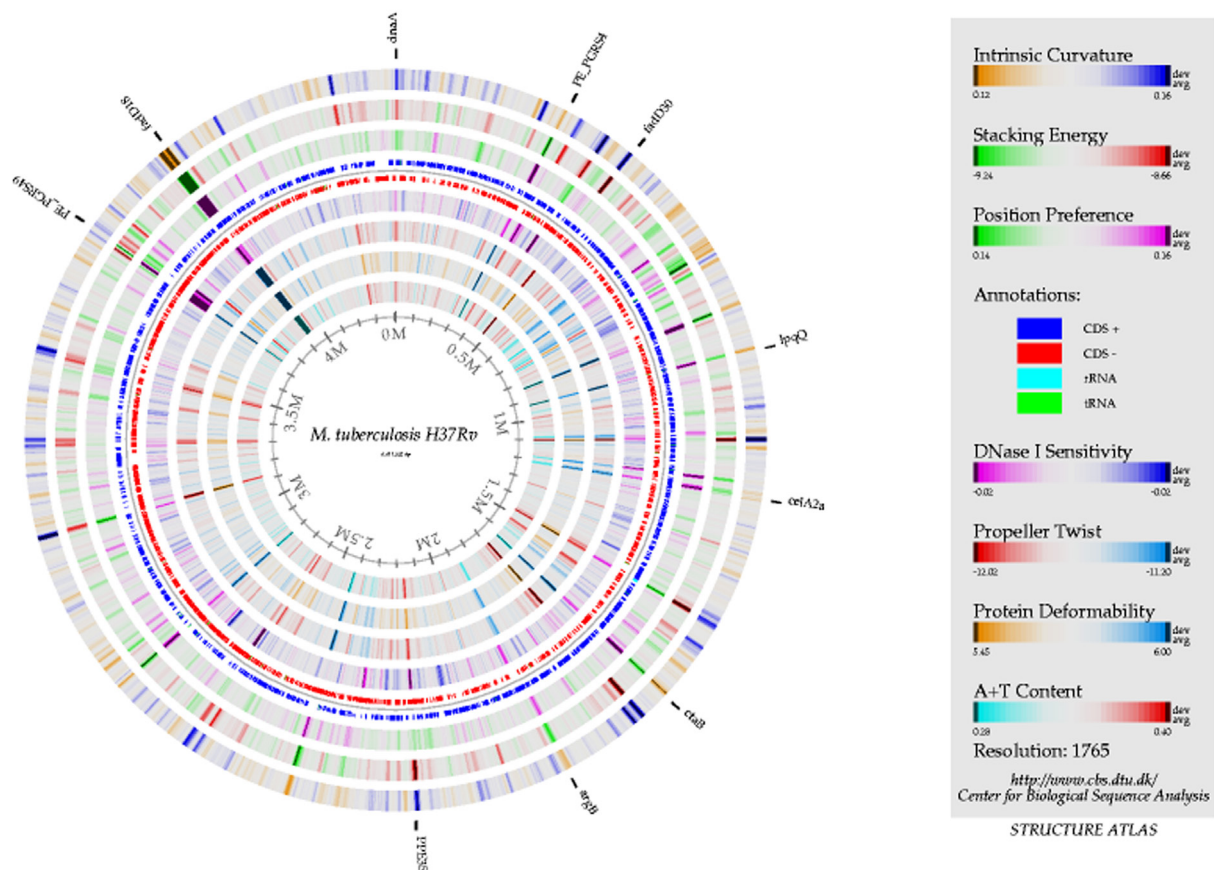 dnaA
PE_PGRS4
fadD30
lpqQ
celA2a
ctaB
argB
PE_PGRS49
fadD18
0M
0.5M
1M
1.5M
2M
2.5M
3M
3.5M
4M
M. tuberculosis H37Rv
Intrinsic Curvature
dev
avg
0.12
0.16
Stacking Energy
dev
avg
-9.24
-8.66
Position Preference
dev
avg
0.14
0.16
Annotations:
CDS +
CDS -
rRNA
tRNA
DNase I Sensitivity
dev
avg
-0.02
-0.02
Propeller Twist
dev
avg
-12.02
-11.20
Protein Deformability
dev
avg
5.45
6.00
A+T Content
dev
avg
0.28
0.40
Resolution: 1765
http://www.cbs.dtu.dk/
Center for Biological Sequence Analysis
STRUCTURE ATLAS